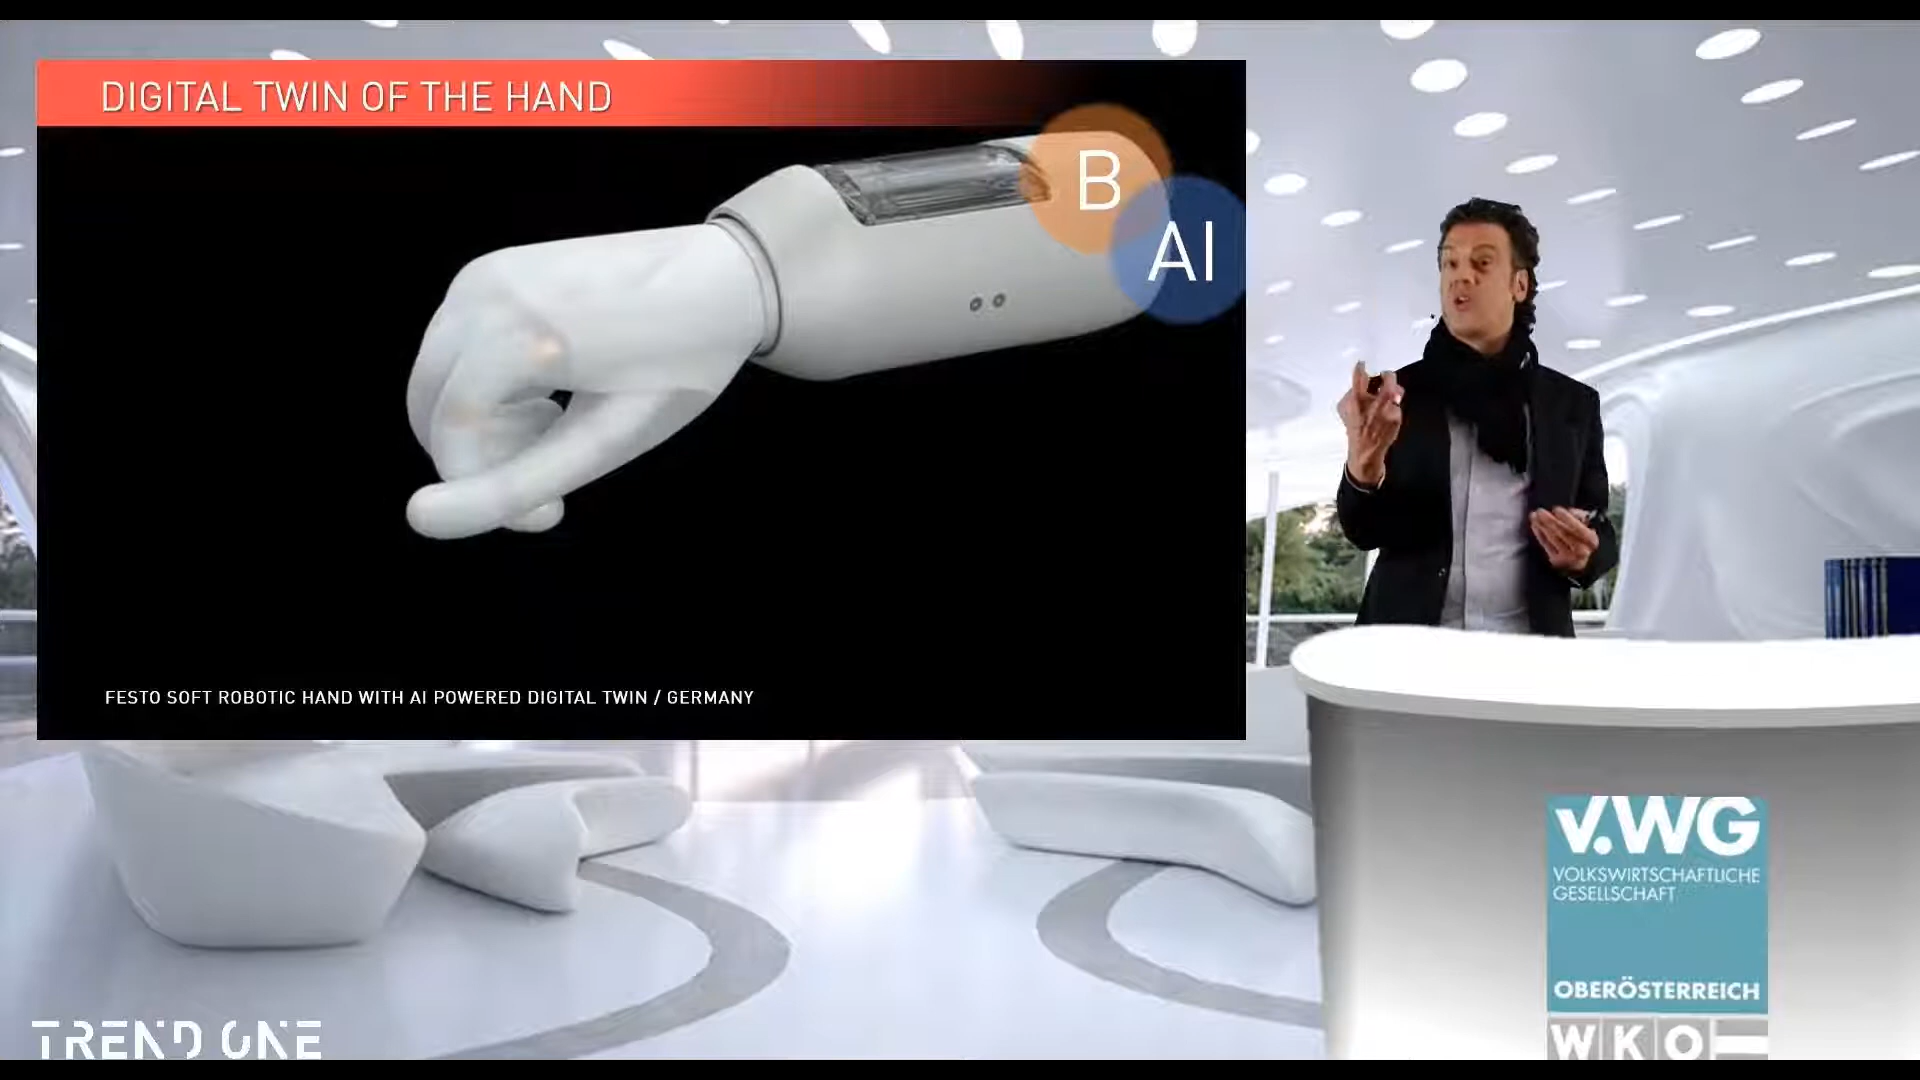 DIGITAL TWIN OF THE HAND
B
AI
FESTO SOFT ROBOTIC HAND WITH AI POWERED DIGITAL TWIN / GERMANY
V.WG
VOLKSWIRTSCHAFTLICHE
GESELLSCHAFT
OBERÖSTERREICH
WKO
TREND ONE